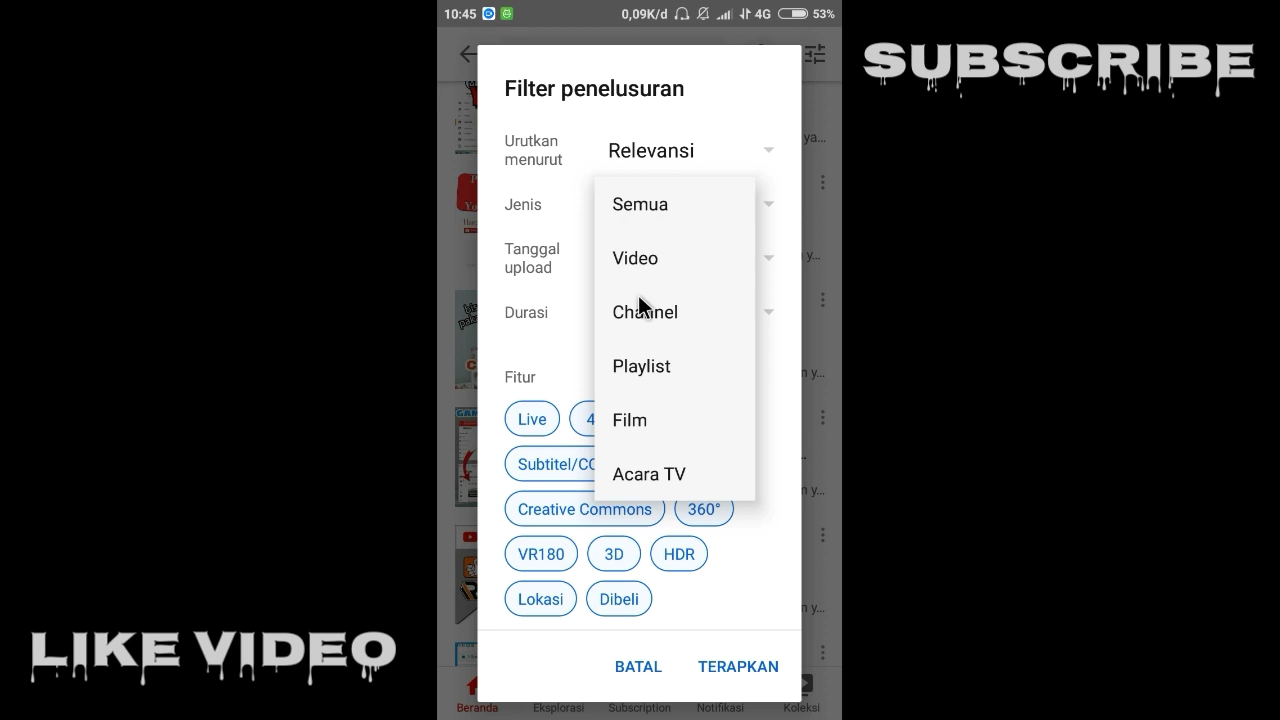 10:45 0,09K/d 4G 53%
SUBSCRIBE
Filter penelusuran
Urutkan
menurut
Relevansi
ya...
Jenis
Semua
Tanggal
upload
Video
y...
Durasi
Channel
Playlist
n y...
Fitur
Live 4
Film
Subtitel/CC
Acara TV
n y...
Creative Commons 360°
VR180 3D HDR
Lokasi Dibeli
n y...
LIKE VIDEO
BATAL TERAPKAN
Beranda Eksplorasi Subscription Notifikasi Koleksi